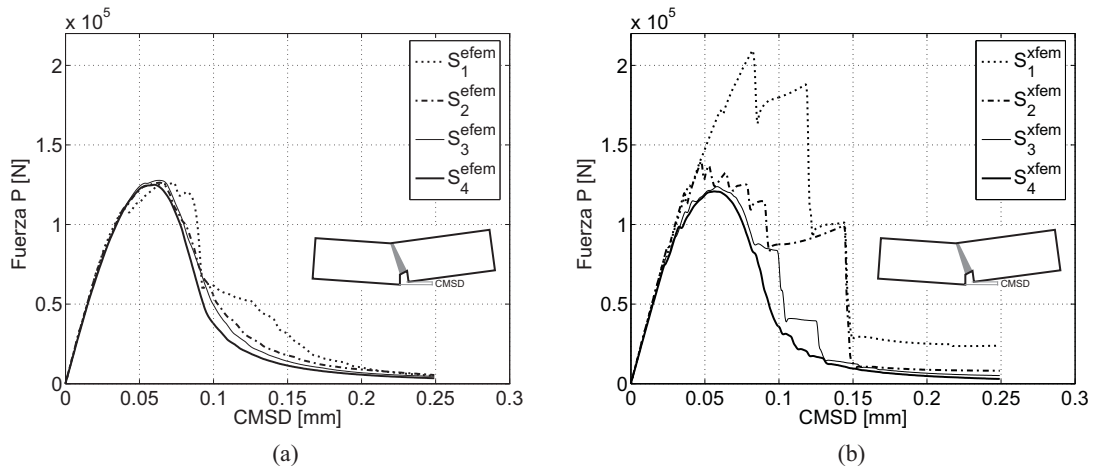 x 10^5
2
1.5
1
0.5
0
Fuerza P [N]
0 0.05 0.1 0.15 0.2 0.25 0.3
CMSD [mm]
S_1^efem
S_2^efem
S_3^efem
S_4^efem
CMSD
(a)
x 10^5
2
1.5
1
0.5
0
Fuerza P [N]
0 0.05 0.1 0.15 0.2 0.25 0.3
CMSD [mm]
S_1^xfem
S_2^xfem
S_3^xfem
S_4^xfem
CMSD
(b)